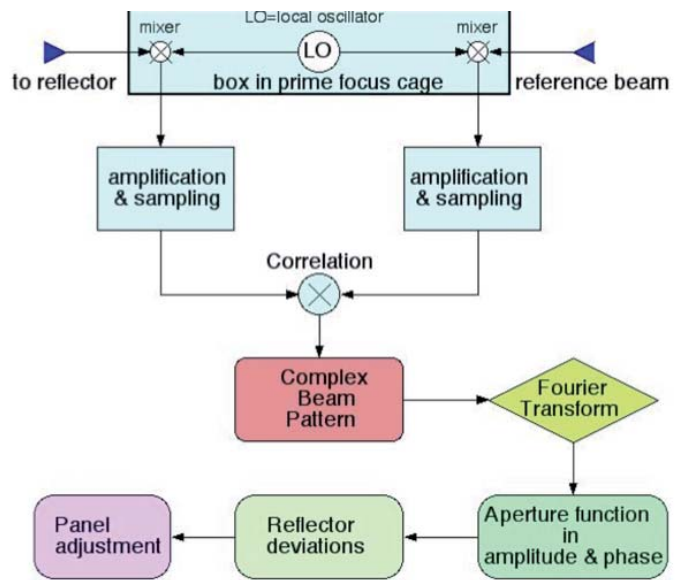 LO=local oscillator
mixer
mixer
LO
to reflector
box in prime focus cage
reference beam
amplification
& sampling
amplification
& sampling
Correlation
Complex
Beam
Pattern
Fourier
Transform
Panel
adjustment
Reflector
deviations
Aperture function
in
amplitude & phase